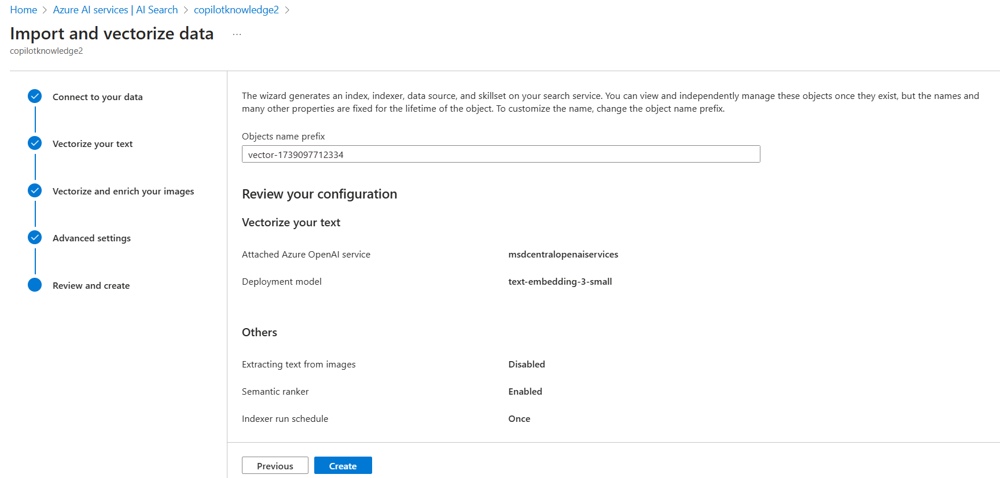 Home > Azure AI services | AI Search > copilotknowledge2 >
Import and vectorize data ...
copilotknowledge2
Connect to your data
Vectorize your text
Vectorize and enrich your images
Advanced settings
Review and create
The wizard generates an index, indexer, data source, and skillset on your search service. You can view and independently manage these objects once they exist, but the names and
many other properties are fixed for the lifetime of the object. To customize the name, change the object name prefix.
Objects name prefix
vector-1739097712334
Review your configuration
Vectorize your text
Attached Azure OpenAI service msdcentralopenaiservices
Deployment model text-embedding-3-small
Others
Extracting text from images Disabled
Semantic ranker Enabled
Indexer run schedule Once
Previous Create